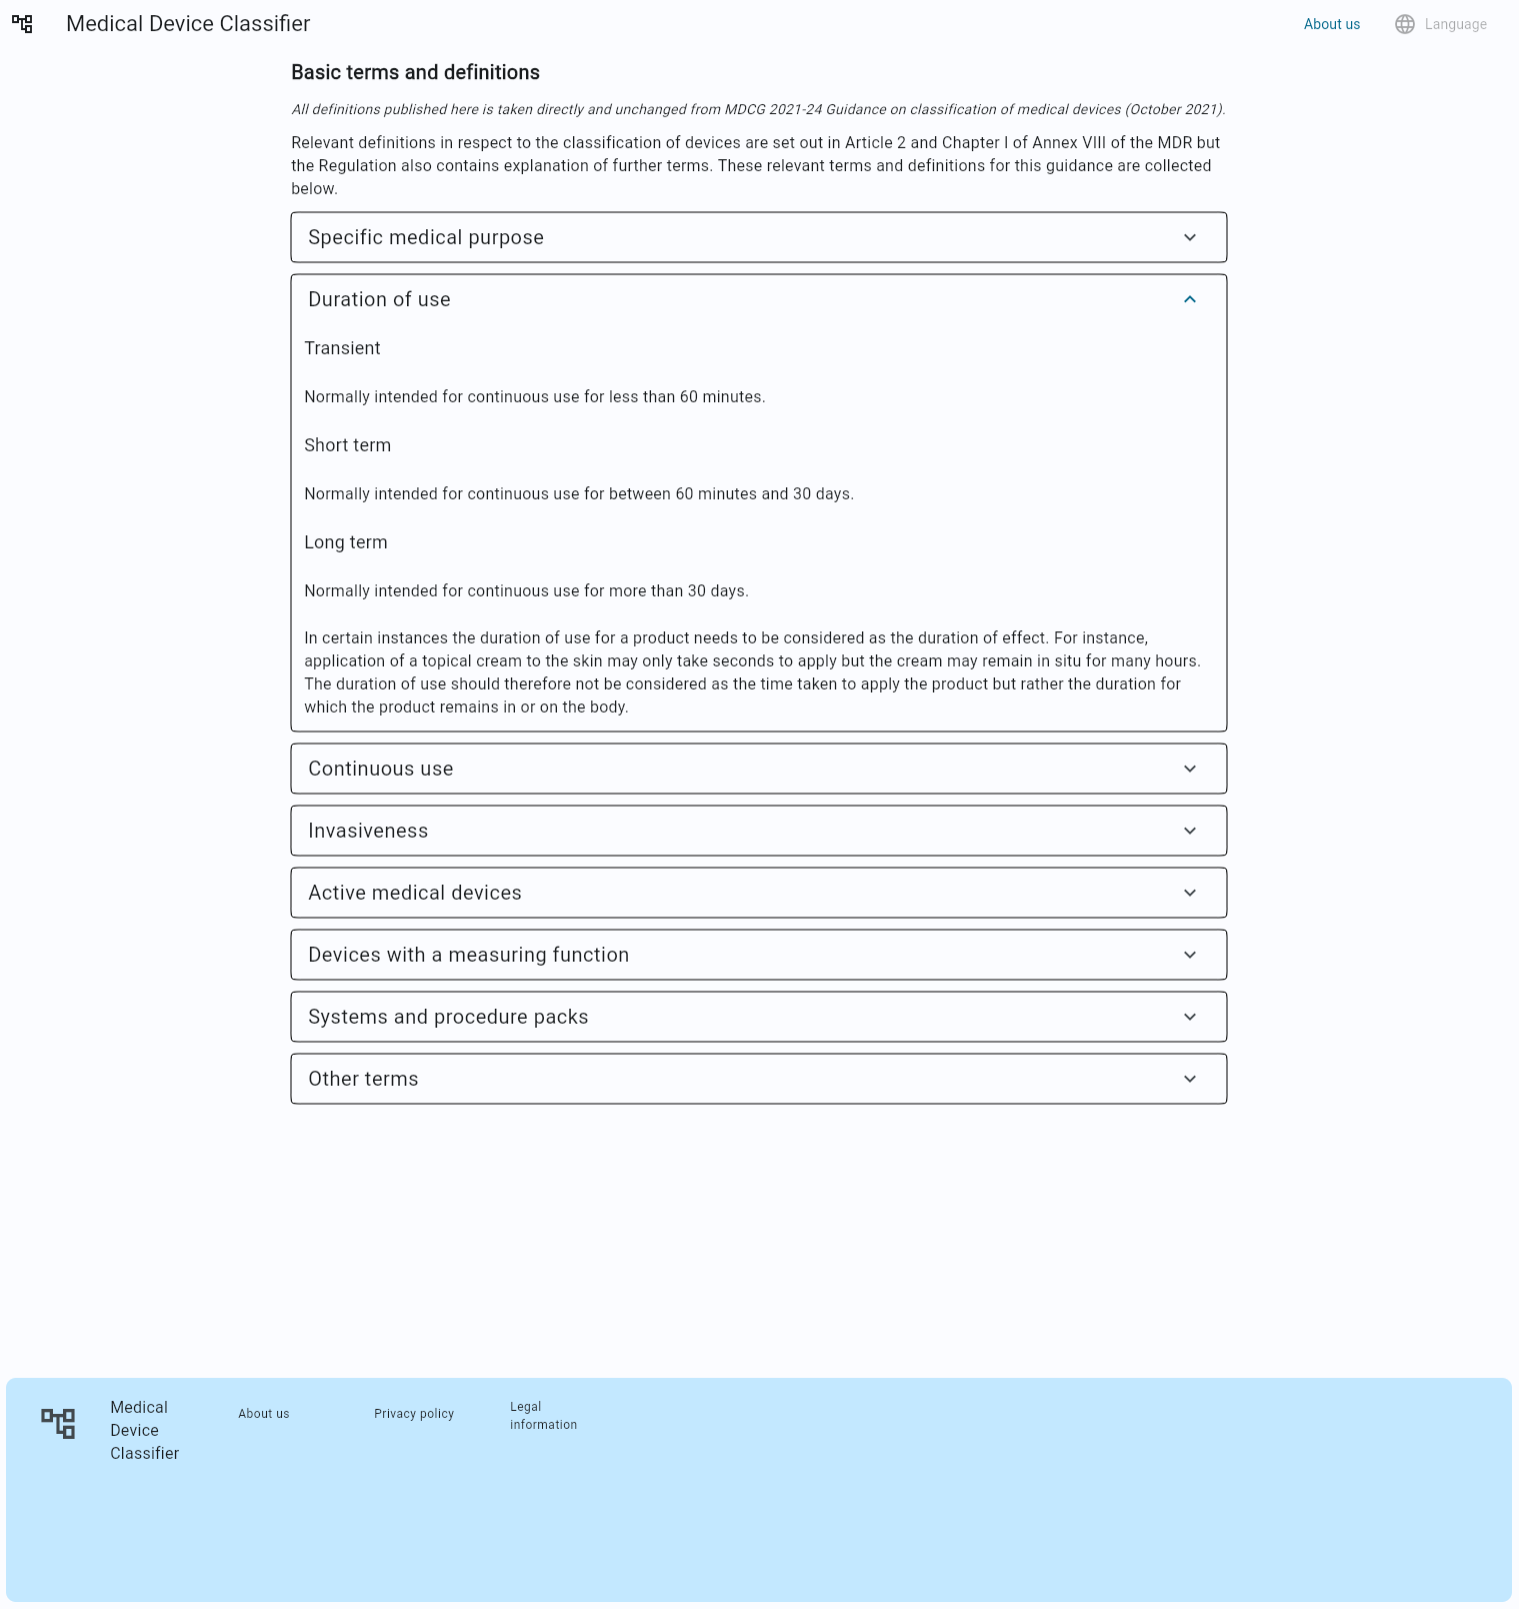 Medical Device Classifier
About us
Language
Basic terms and definitions
All definitions published here is taken directly and unchanged from MDCG 2021-24 Guidance on classification of medical devices (October 2021).
Relevant definitions in respect to the classification of devices are set out in Article 2 and Chapter I of Annex VIII of the MDR but
the Regulation also contains explanation of further terms. These relevant terms and definitions for this guidance are collected
below.
Specific medical purpose
Duration of use
Transient
Normally intended for continuous use for less than 60 minutes.
Short term
Normally intended for continuous use for between 60 minutes and 30 days.
Long term
Normally intended for continuous use for more than 30 days.
In certain instances the duration of use for a product needs to be considered as the duration of effect. For instance,
application of a topical cream to the skin may only take seconds to apply but the cream may remain in situ for many hours.
The duration of use should therefore not be considered as the time taken to apply the product but rather the duration for
which the product remains in or on the body.
Continuous use
Invasiveness
Active medical devices
Devices with a measuring function
Systems and procedure packs
Other terms
Medical
Device
Classifier
About us
Privacy policy
Legal
information